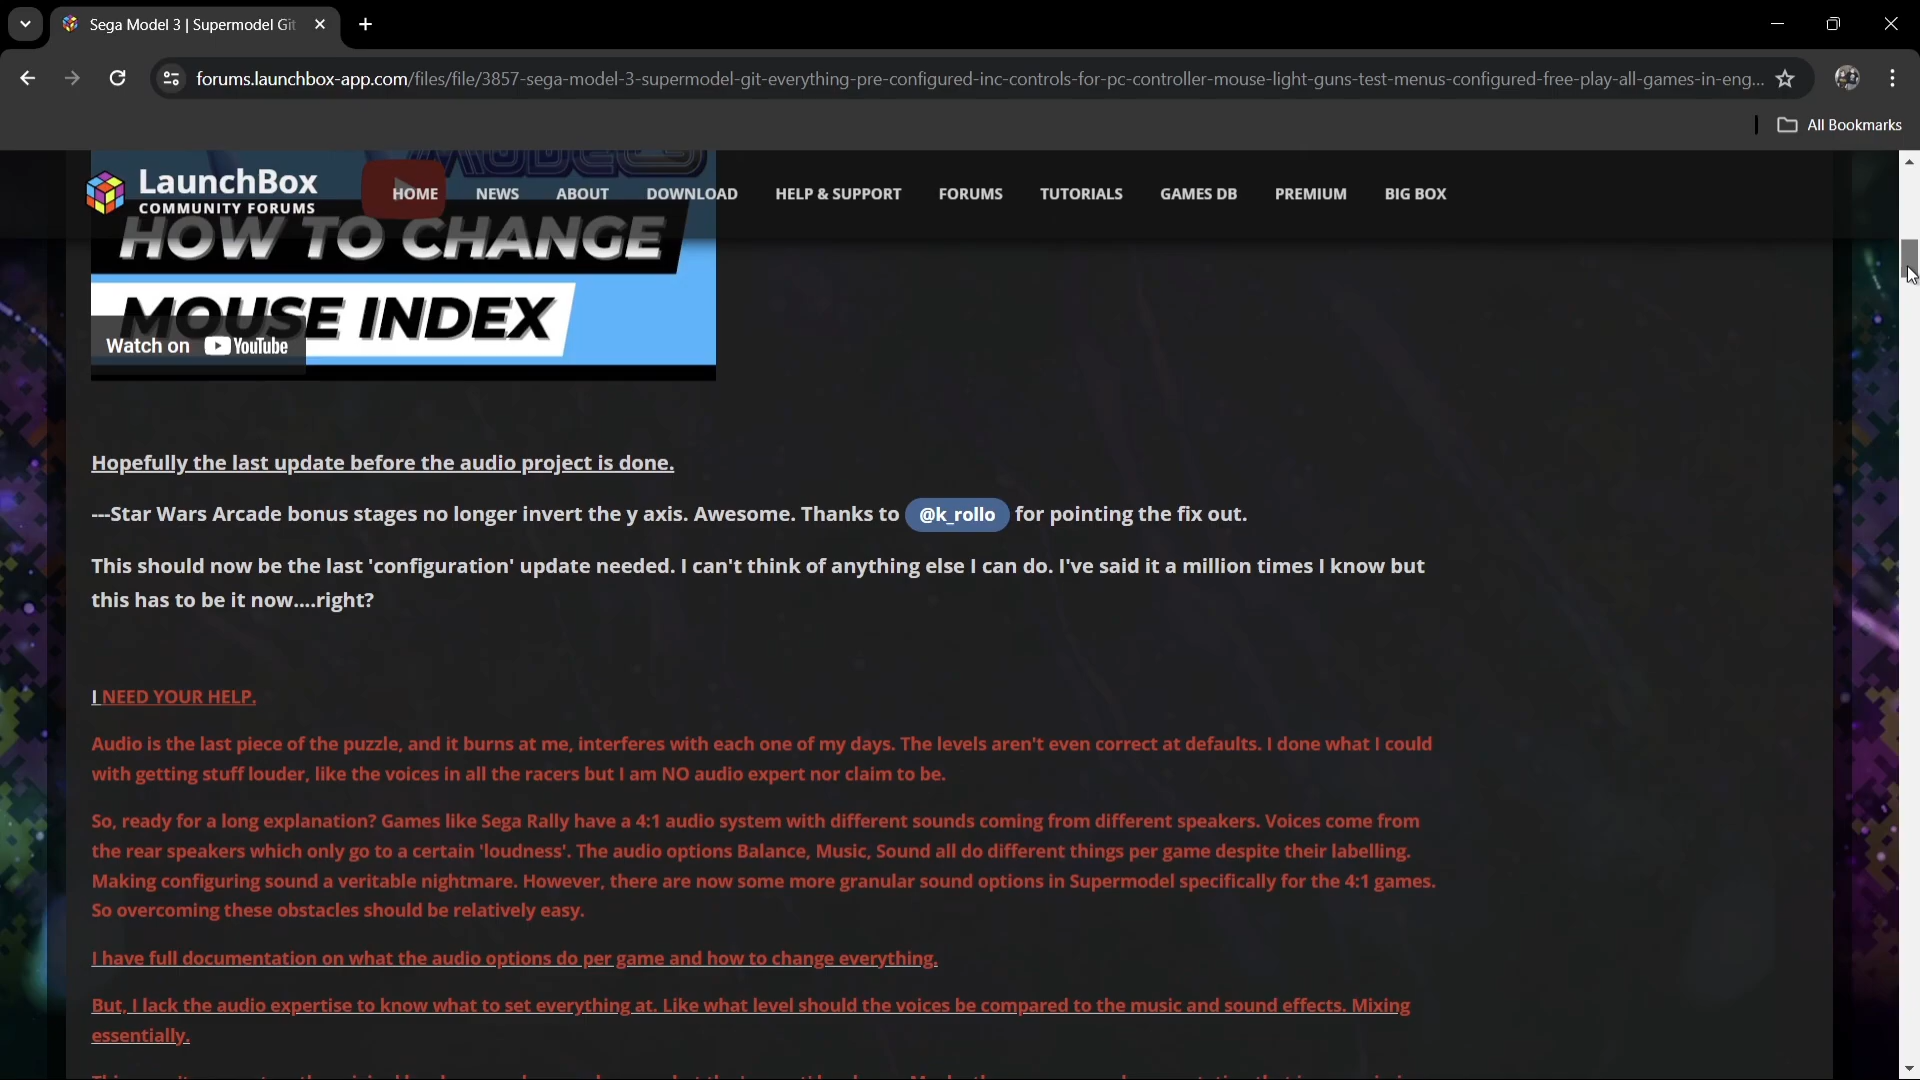 Sega Model 3 | Supermodel Git
forums.launchbox-app.com/files/file/3857-sega-model-3-supermodel-git-everything-pre-configured-inc-controls-for-pc-controller-mouse-light-guns-test-menus-configured-free-play-all-games-in-eng...
All Bookmarks
LaunchBox
COMMUNITY FORUMS
HOME NEWS ABOUT DOWNLOAD HELP & SUPPORT FORUMS TUTORIALS GAMES DB PREMIUM BIG BOX
HOW TO CHANGE
MOUSE INDEX
Watch on YouTube
Hopefully the last update before the audio project is done.
---Star Wars Arcade bonus stages no longer invert the y axis. Awesome. Thanks to @k_rollo for pointing the fix out.
This should now be the last 'configuration' update needed. I can't think of anything else I can do. I've said it a million times I know but
this has to be it now....right?
I NEED YOUR HELP.
Audio is the last piece of the puzzle, and it burns at me, interferes with each one of my days. The levels aren't even correct at defaults. I done what I could
with getting stuff louder, like the voices in all the racers but I am NO audio expert nor claim to be.
So, ready for a long explanation? Games like Sega Rally have a 4:1 audio system with different sounds coming from different speakers. Voices come from
the rear speakers which only go to a certain 'loudness'. The audio options Balance, Music, Sound all do different things per game despite their labelling.
Making configuring sound a veritable nightmare. However, there are now some more granular sound options in Supermodel specifically for the 4:1 games.
So overcoming these obstacles should be relatively easy.
I have full documentation on what the audio options do per game and how to change everything.
But, I lack the audio expertise to know what to set everything at. Like what level should the voices be compared to the music and sound effects. Mixing
essentially.